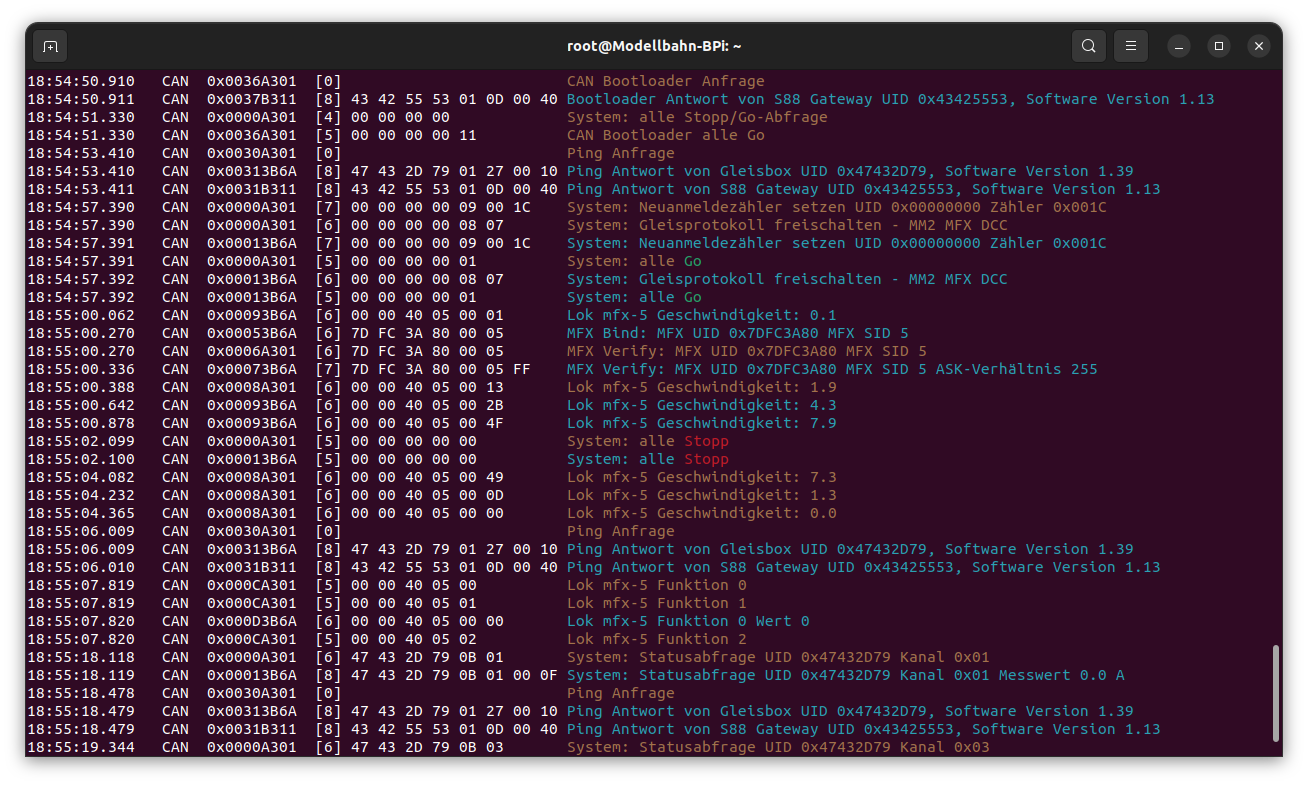 root@Modellbahn-BPi: ~
18:54:50.910   CAN  0x0036A301  [0]                         CAN Bootloader Anfrage
18:54:50.911   CAN  0x0037B311  [8] 43 42 55 53 01 0D 00 40 Bootloader Antwort von S88 Gateway UID 0x43425553, Software Version 1.13
18:54:51.330   CAN  0x0000A301  [4] 00 00 00 00             System: alle Stopp/Go-Abfrage
18:54:51.330   CAN  0x0036A301  [5] 00 00 00 00 11          CAN Bootloader alle Go
18:54:53.410   CAN  0x0030A301  [0]                         Ping Anfrage
18:54:53.410   CAN  0x00313B6A  [8] 47 43 2D 79 01 27 00 10 Ping Antwort von Gleisbox UID 0x47432D79, Software Version 1.39
18:54:53.411   CAN  0x0031B311  [8] 43 42 55 53 01 0D 00 40 Ping Antwort von S88 Gateway UID 0x43425553, Software Version 1.13
18:54:57.390   CAN  0x0000A301  [7] 00 00 00 00 09 00 1C    System: Neuanmeldezähler setzen UID 0x00000000 Zähler 0x001C
18:54:57.390   CAN  0x0000A301  [6] 00 00 00 00 08 07       System: Gleisprotokoll freischalten - MM2 MFX DCC
18:54:57.391   CAN  0x00013B6A  [7] 00 00 00 00 09 00 1C    System: Neuanmeldezähler setzen UID 0x00000000 Zähler 0x001C
18:54:57.391   CAN  0x0000A301  [5] 00 00 00 00 01          System: alle Go
18:54:57.392   CAN  0x00013B6A  [6] 00 00 00 00 08 07       System: Gleisprotokoll freischalten - MM2 MFX DCC
18:54:57.392   CAN  0x00013B6A  [5] 00 00 00 00 01          System: alle Go
18:55:00.062   CAN  0x00093B6A  [6] 00 00 40 05 00 01       Lok mfx-5 Geschwindigkeit: 0.1
18:55:00.270   CAN  0x00053B6A  [6] 7D FC 3A 80 00 05       MFX Bind: MFX UID 0x7DFC3A80 MFX SID 5
18:55:00.270   CAN  0x0006A301  [6] 7D FC 3A 80 00 05       MFX Verify: MFX UID 0x7DFC3A80 MFX SID 5
18:55:00.336   CAN  0x00073B6A  [7] 7D FC 3A 80 00 05 FF    MFX Verify: MFX UID 0x7DFC3A80 MFX SID 5 ASK-Verhältnis 255
18:55:00.388   CAN  0x0008A301  [6] 00 00 40 05 00 13       Lok mfx-5 Geschwindigkeit: 1.9
18:55:00.642   CAN  0x00093B6A  [6] 00 00 40 05 00 2B       Lok mfx-5 Geschwindigkeit: 4.3
18:55:00.878   CAN  0x00093B6A  [6] 00 00 40 05 00 4F       Lok mfx-5 Geschwindigkeit: 7.9
18:55:02.099   CAN  0x0000A301  [5] 00 00 00 00 00          System: alle Stopp
18:55:02.100   CAN  0x00013B6A  [5] 00 00 00 00 00          System: alle Stopp
18:55:04.082   CAN  0x0008A301  [6] 00 00 40 05 00 49       Lok mfx-5 Geschwindigkeit: 7.3
18:55:04.232   CAN  0x0008A301  [6] 00 00 40 05 00 0D       Lok mfx-5 Geschwindigkeit: 1.3
18:55:04.365   CAN  0x0008A301  [6] 00 00 40 05 00 00       Lok mfx-5 Geschwindigkeit: 0.0
18:55:06.009   CAN  0x0030A301  [0]                         Ping Anfrage
18:55:06.009   CAN  0x00313B6A  [8] 47 43 2D 79 01 27 00 10 Ping Antwort von Gleisbox UID 0x47432D79, Software Version 1.39
18:55:06.010   CAN  0x0031B311  [8] 43 42 55 53 01 0D 00 40 Ping Antwort von S88 Gateway UID 0x43425553, Software Version 1.13
18:55:07.819   CAN  0x000CA301  [5] 00 00 40 05 00          Lok mfx-5 Funktion 0
18:55:07.819   CAN  0x000CA301  [5] 00 00 40 05 01          Lok mfx-5 Funktion 1
18:55:07.820   CAN  0x000D3B6A  [6] 00 00 40 05 00 00       Lok mfx-5 Funktion 0 Wert 0
18:55:07.820   CAN  0x000CA301  [5] 00 00 40 05 02          Lok mfx-5 Funktion 2
18:55:18.118   CAN  0x0000A301  [6] 47 43 2D 79 0B 01       System: Statusabfrage UID 0x47432D79 Kanal 0x01
18:55:18.119   CAN  0x00013B6A  [8] 47 43 2D 79 0B 01 00 0F System: Statusabfrage UID 0x47432D79 Kanal 0x01 Messwert 0.0 A
18:55:18.478   CAN  0x0030A301  [0]                         Ping Anfrage
18:55:18.479   CAN  0x00313B6A  [8] 47 43 2D 79 01 27 00 10 Ping Antwort von Gleisbox UID 0x47432D79, Software Version 1.39
18:55:18.479   CAN  0x0031B311  [8] 43 42 55 53 01 0D 00 40 Ping Antwort von S88 Gateway UID 0x43425553, Software Version 1.13
18:55:19.344   CAN  0x0000A301  [6] 47 43 2D 79 0B 03       System: Statusabfrage UID 0x47432D79 Kanal 0x03